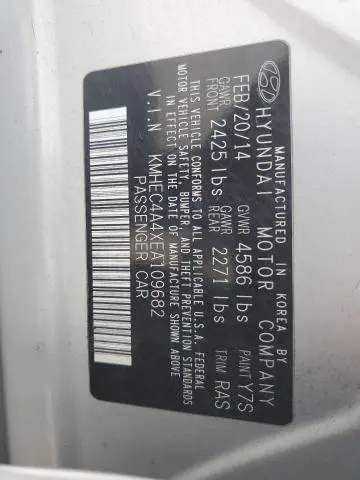 MANUFACTURED IN KOREA BY
HYUNDAI MOTOR COMPANY
FEB/20/14 GVWR 4586 lbs PAINT Y7S
GAWR FRONT 2425 lbs GAWR REAR 2271 lbs TRIM RAS
THIS VEHICLE CONFORMS TO ALL APPLICABLE U.S.A. FEDERAL
MOTOR VEHICLE SAFETY, BUMPER, AND THEFT PREVENTION STANDARDS
IN EFFECT ON THE DATE OF MANUFACTURE SHOWN ABOVE
V.I.N KMHEC4A4XEA109682
PASSENGER CAR